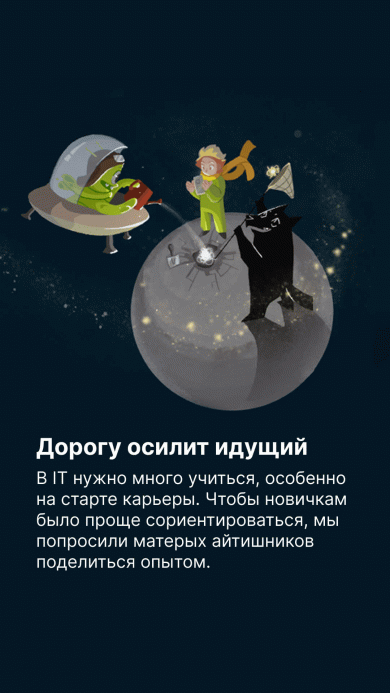 Дорогу осилит идущий
В IT нужно много учиться, особенно
на старте карьеры. Чтобы новичкам
было проще сориентироваться, мы
попросили матерых айтишников
поделиться опытом.